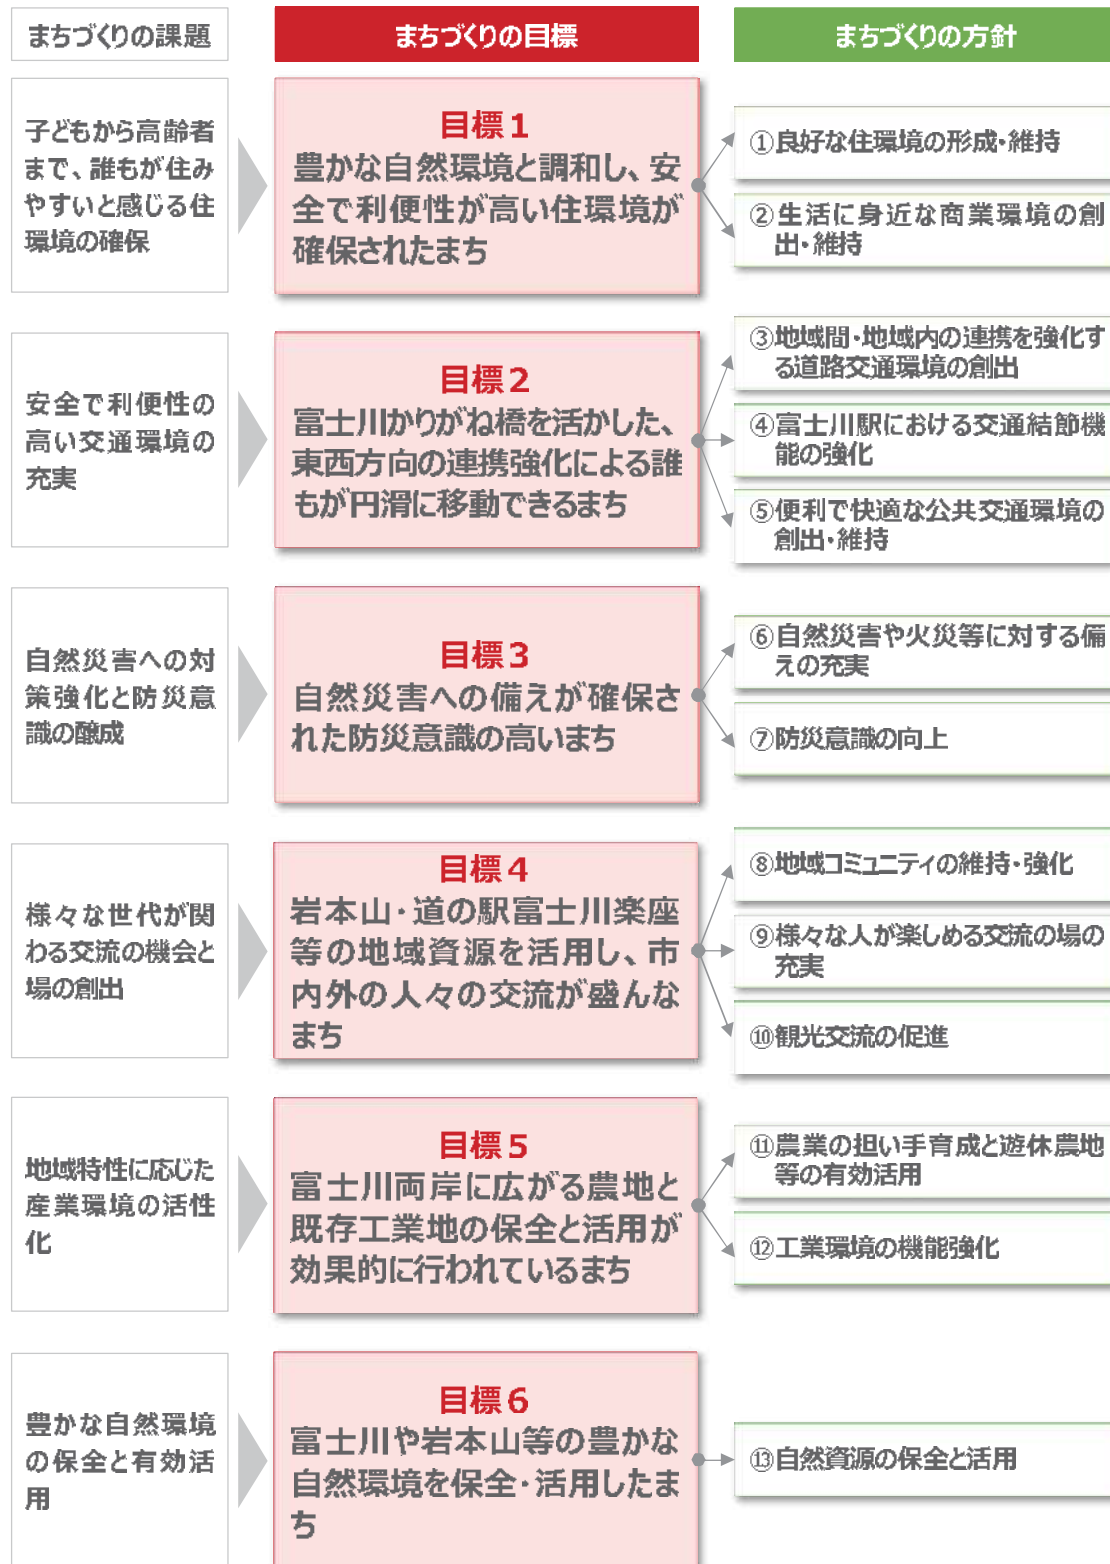 まちづくりの課題
まちづくりの目標
まちづくりの方針
子どもから高齢者
まで、誰もが住み
やすいと感じる住
環境の確保
目標1
豊かな自然環境と調和し、安
全で利便性が高い住環境が
確保されたまち
①良好な住環境の形成・維持
②生活に身近な商業環境の創
出・維持
安全で利便性の
高い交通環境の
充実
目標2
富士川かりがね橋を活かした、
東西方向の連携強化による誰
もが円滑に移動できるまち
③地域間・地域内の連携を強化す
る道路交通環境の創出
④富士川駅における交通結節機
能の強化
⑤便利で快適な公共交通環境の
創出・維持
自然災害への対
策強化と防災意
識の醸成
目標3
自然災害への備えが確保さ
れた防災意識の高いまち
⑥自然災害や火災等に対する備
えの充実
⑦防災意識の向上
様々な世代が関
わる交流の機会と
場の創出
目標4
岩本山・道の駅富士川楽座
等の地域資源を活用し、市
内外の人々の交流が盛んな
まち
⑧地域コミュニティの維持・強化
⑨様々な人が楽しめる交流の場の
充実
⑩観光交流の促進
地域特性に応じた
産業環境の活性
化
目標5
富士川両岸に広がる農地と
既存工業地の保全と活用が
効果的に行われているまち
⑪農業の担い手育成と遊休農地
等の有効活用
⑫工業環境の機能強化
豊かな自然環境
の保全と有効活
用
目標6
富士川や岩本山等の豊かな
自然環境を保全・活用したま
ち
⑬自然資源の保全と活用